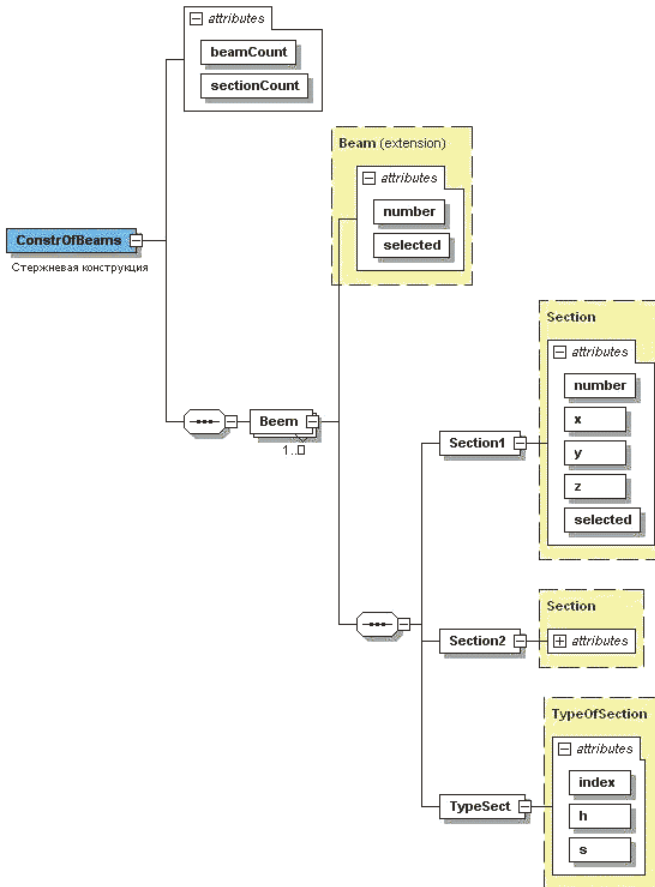 attributes
beamCount
sectionCount
Beam (extension)
attributes
number
selected
ConstrOfBeams
Стержневая конструкция
Section
attributes
number
x
y
z
selected
Beem
1..
Section1
Section
attributes
Section2
TypeOfSection
attributes
index
h
s
TypeSect